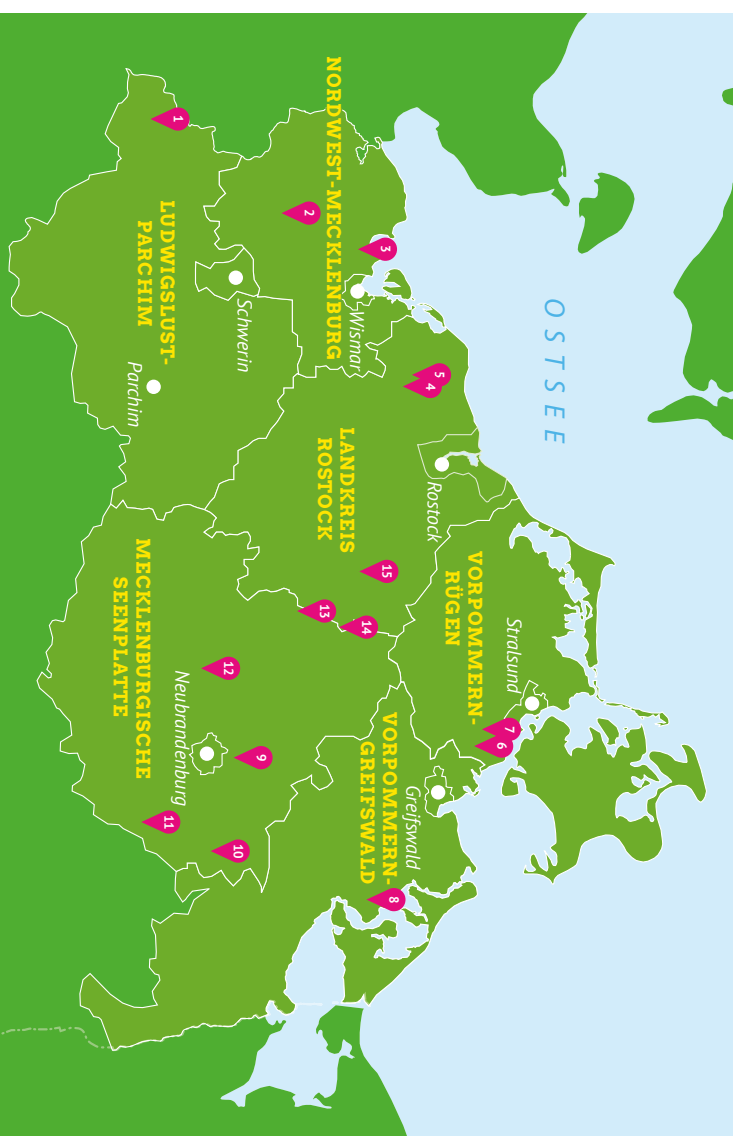 OSTSEE
NORDWEST-MECKLENBURG
Wismar
Schwerin
LUDWIGSLUST-
PARCHIM
Parchim
LANDKREIS
ROSTOCK
Rostock
VORPOMMERN-
RÜGEN
Stralsund
VORPOMMERN-
GREIFSWALD
Greifswald
MECKLENBURGISCHE
SEENPLATTE
Neubrandenburg
1
2
3
5
4
15
13
14
12
7
6
9
11
10
8